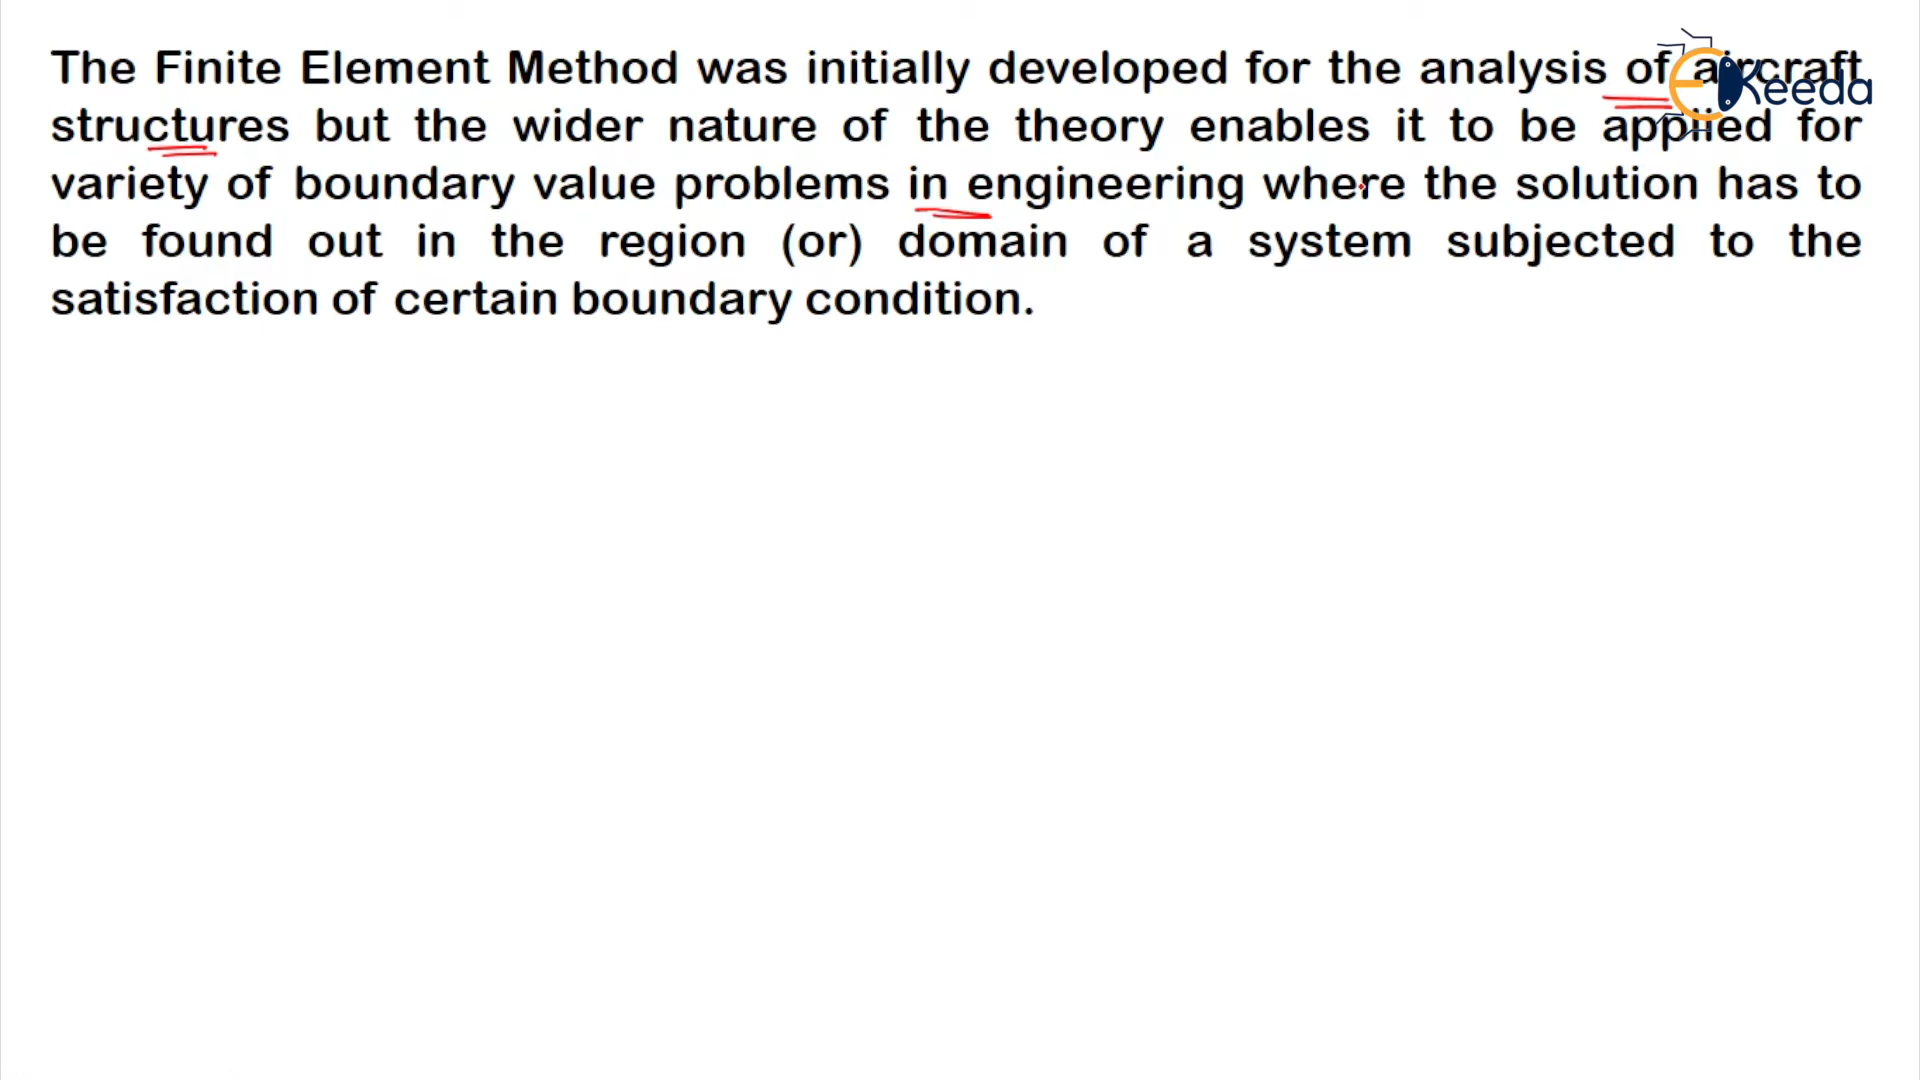 The Finite Element Method was initially developed for the analysis of aircraft
structures but the wider nature of the theory enables it to be applied for
variety of boundary value problems in engineering where the solution has to
be found out in the region (or) domain of a system subjected to the
satisfaction of certain boundary condition.
eKeeda